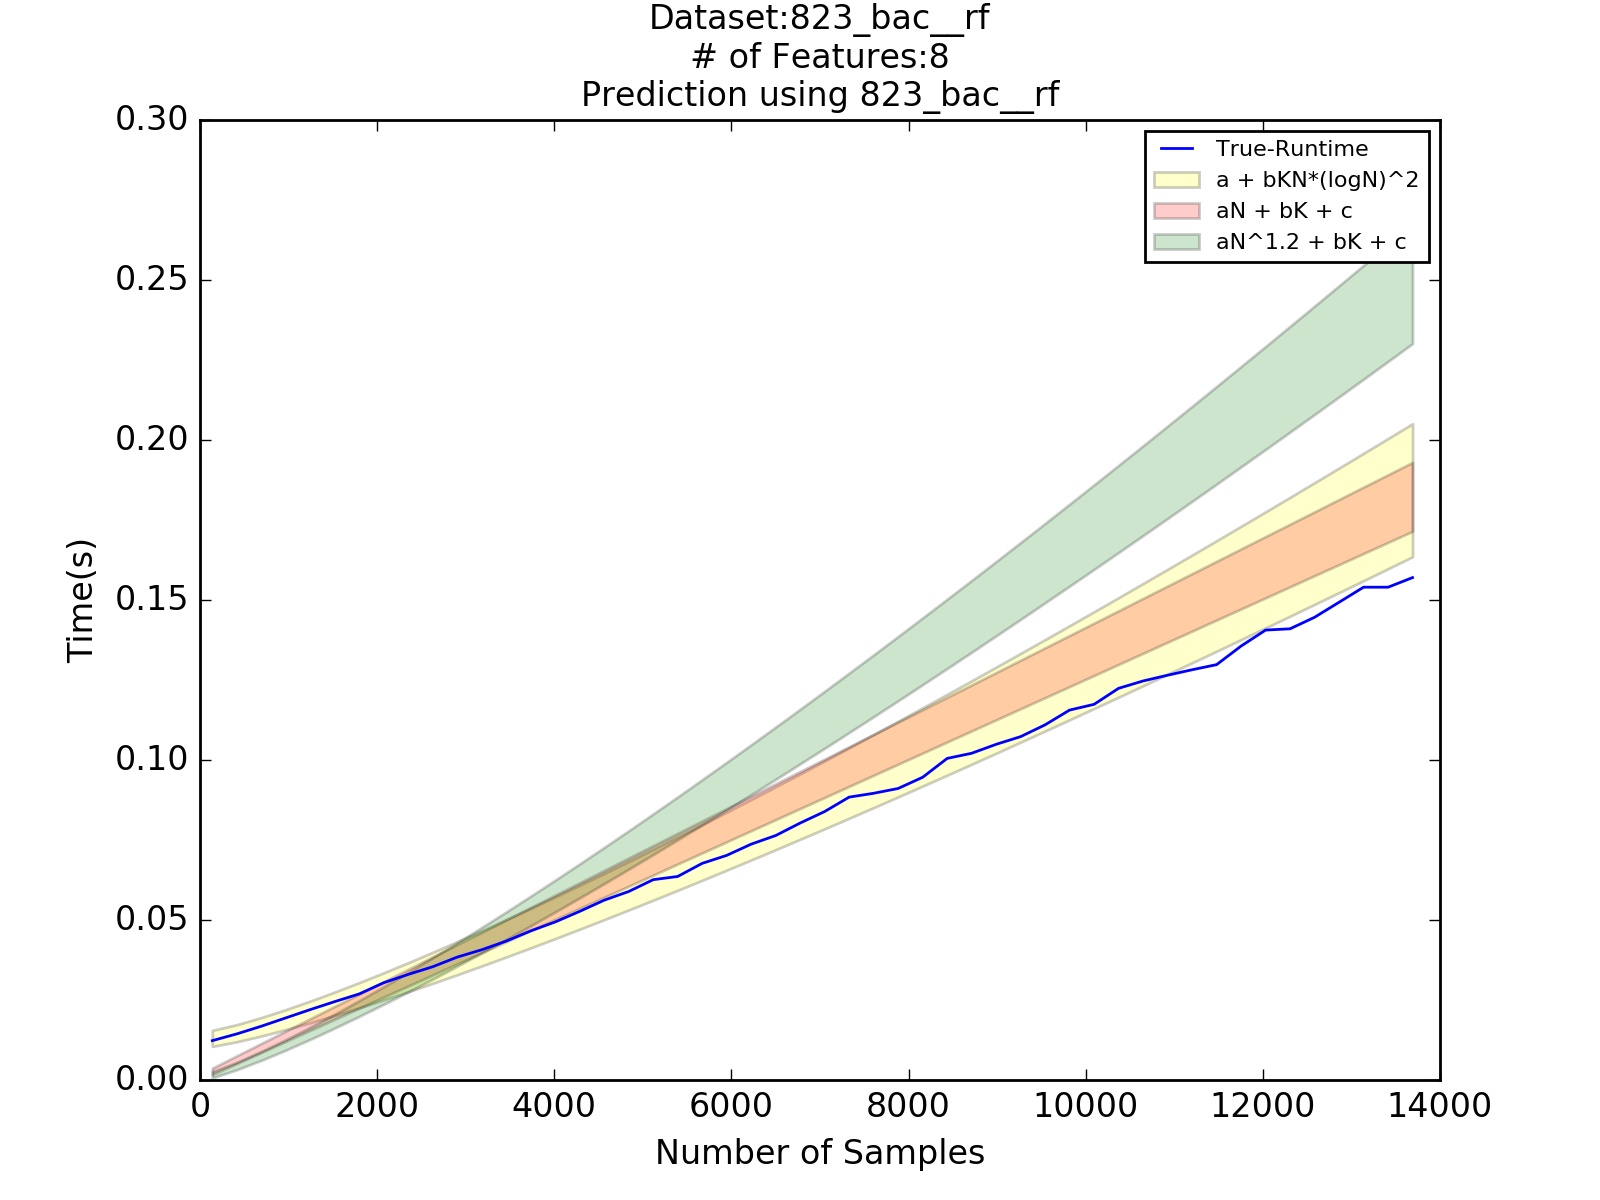 Dataset:823_bac__rf
# of Features:8
Prediction using 823_bac__rf
0.30
0.25
0.20
0.15
0.10
0.05
0.00
Time(s)
True-Runtime
a + bKN*(logN)^2
aN + bK + c
aN^1.2 + bK + c
0 2000 4000 6000 8000 10000 12000 14000
Number of Samples